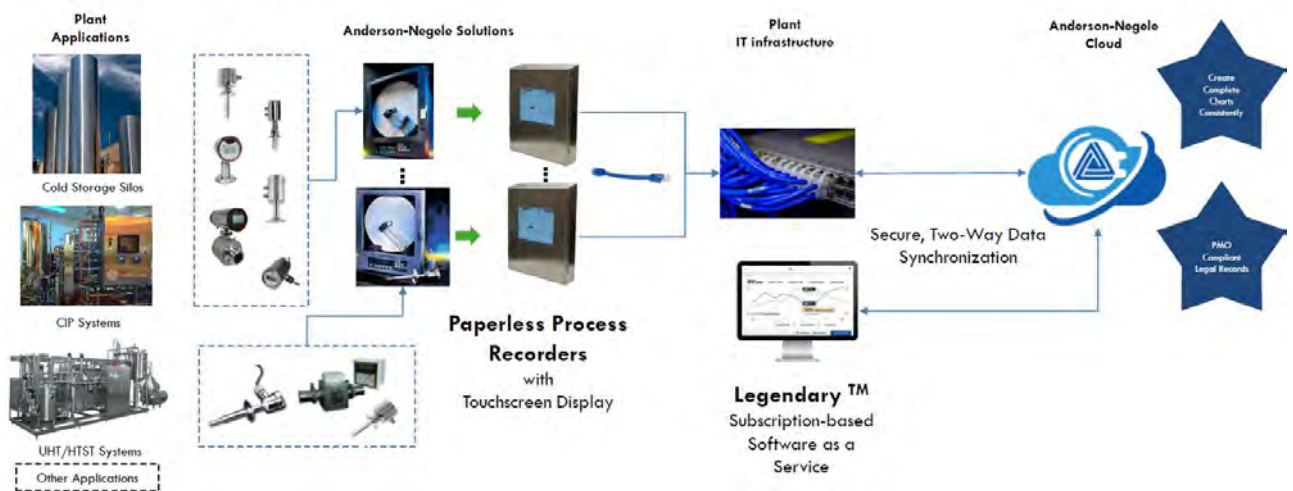 Plant
Applications
Anderson-Negele Solutions
Plant
IT infrastructure
Anderson-Negele
Cloud
Create
Complete
Charts
Consistently
Cold Storage Silos
Secure, Two-Way Data
Synchronization
PMO
Compliant
Legal Records
CIP Systems
Paperless Process
Recorders
with
Touchscreen Display
Legendary ™
Subscription-based
Software as a
Service
UHT/HTST Systems
Other Applications